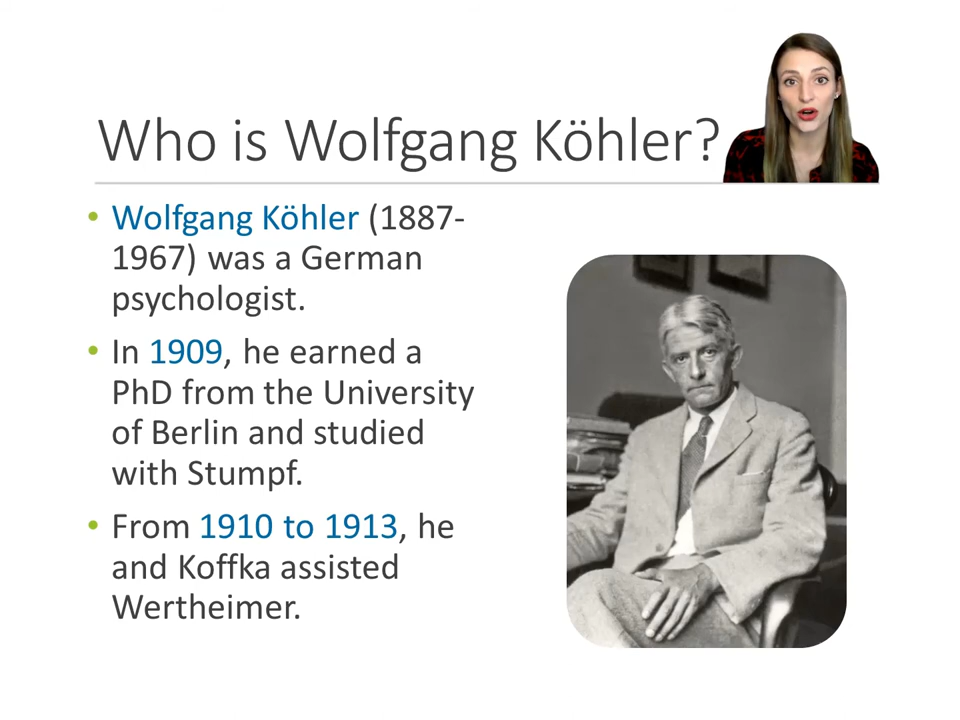 Who is Wolfgang Köhler?
• Wolfgang Köhler (1887-
1967) was a German
psychologist.
• In 1909, he earned a
PhD from the University
of Berlin and studied
with Stumpf.
• From 1910 to 1913, he
and Koffka assisted
Wertheimer.